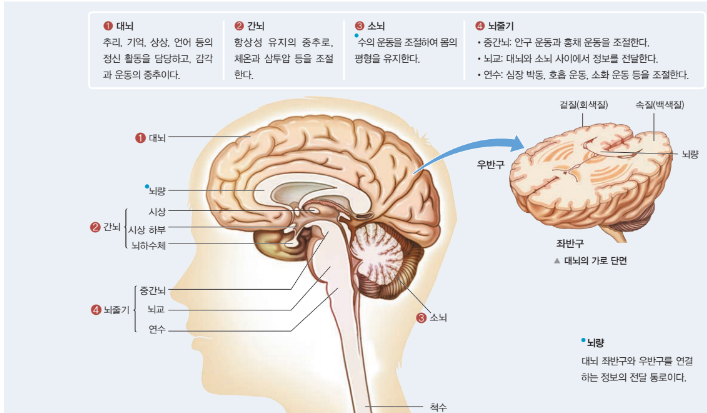 ❶ 대뇌
추리, 기억, 상상, 언어 등의
정신 활동을 담당하고, 감각
과 운동의 중추이다.
❷ 간뇌
항상성 유지의 중추로,
체온과 삼투압 등을 조절
한다.
❸ 소뇌
수의 운동을 조절하여 몸의
평형을 유지한다.
❹ 뇌줄기
• 중간뇌: 안구 운동과 홍채 운동을 조절한다.
• 뇌교: 대뇌와 소뇌 사이에서 정보를 전달한다.
• 연수: 심장 박동, 호흡 운동, 소화 운동 등을 조절한다.
겉질(회색질)
속질(백색질)
뇌량
우반구
좌반구
▲ 대뇌의 가로 단면
❶ 대뇌
뇌량
❷ 간뇌
시상
시상 하부
뇌하수체
❹ 뇌줄기
중간뇌
뇌교
연수
❸ 소뇌
척수
뇌량
대뇌 좌반구와 우반구를 연결
하는 정보의 전달 통로이다.